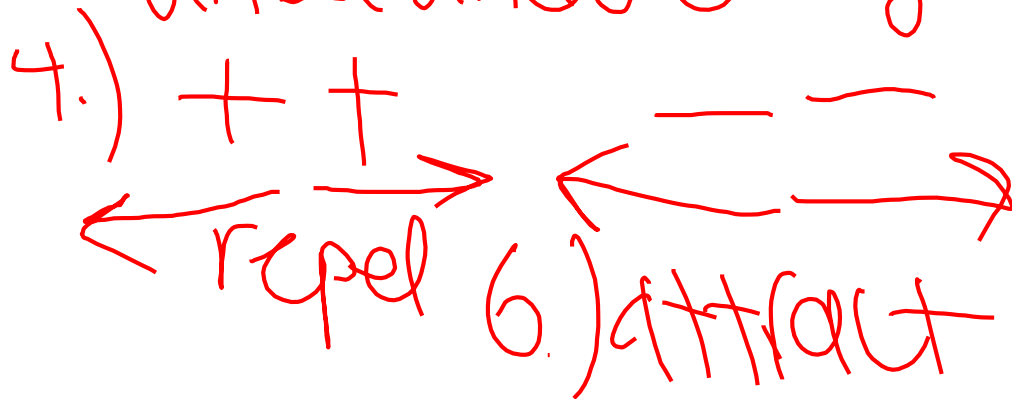 4.) + + - -
repel
6.) attract